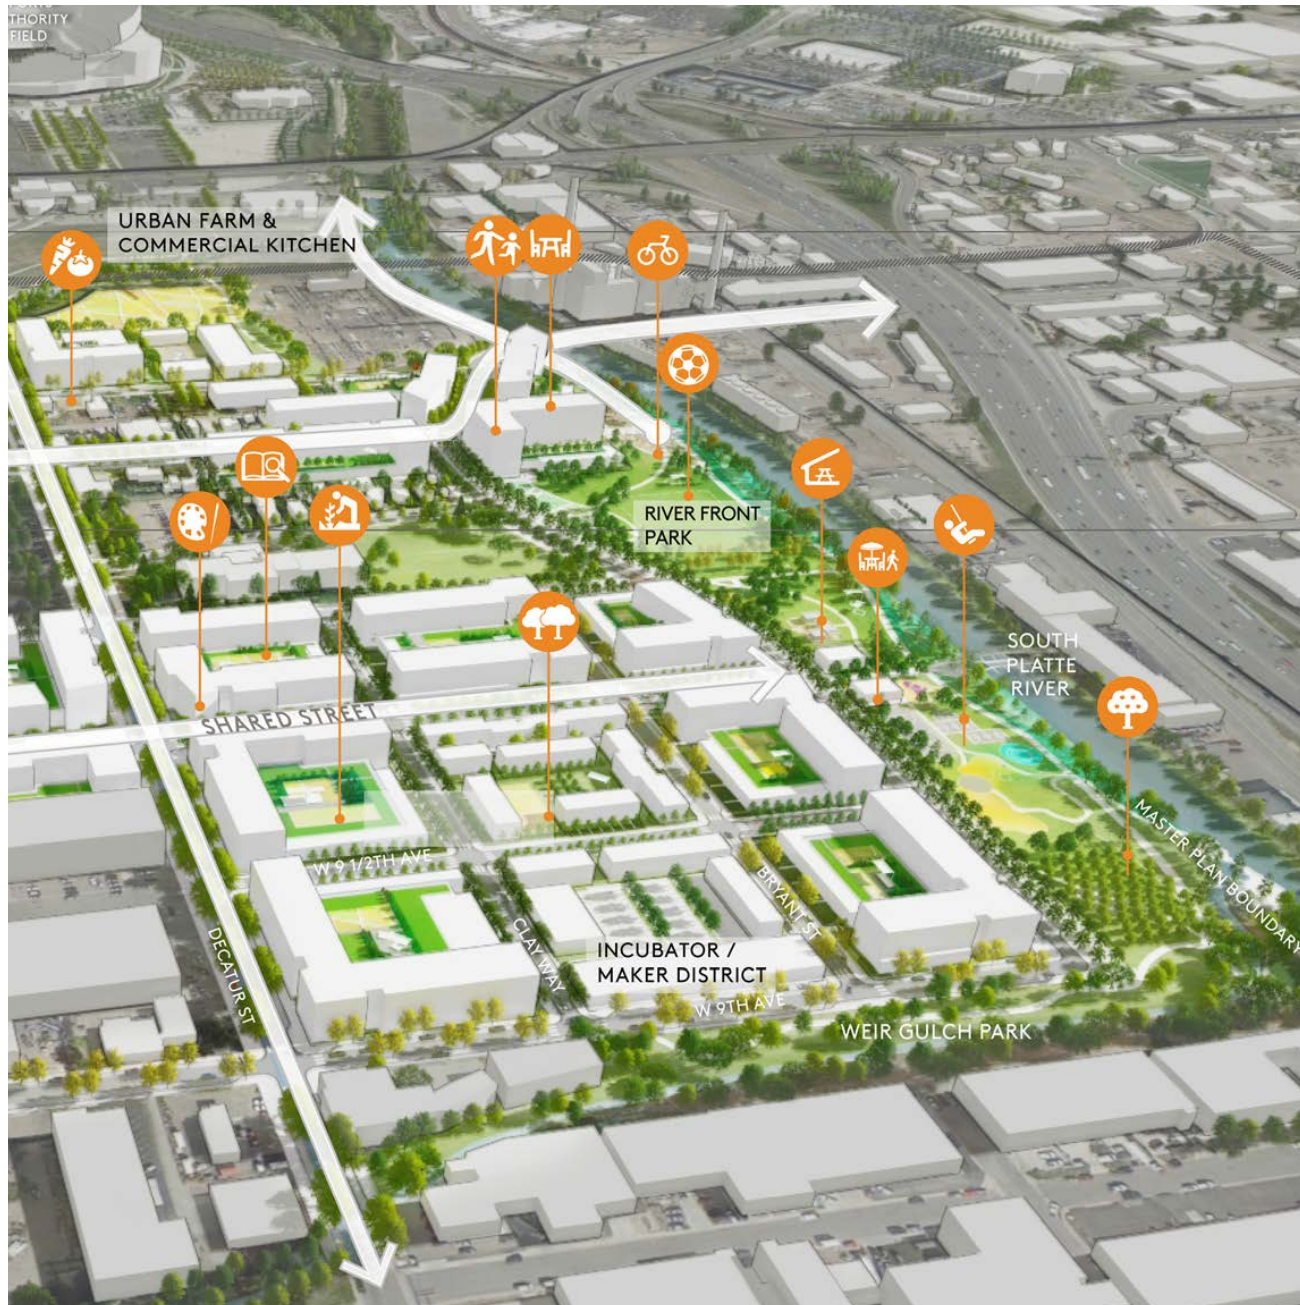 THORITY
FIELD
URBAN FARM &
COMMERCIAL KITCHEN
RIVER FRONT
PARK
SOUTH
PLATTE
RIVER
SHARED STREET
MASTER PLAN BOUNDARY
W 9 1/2TH AVE
BRYANT ST
DECATUR ST
CLAY WAY
INCUBATOR /
MAKER DISTRICT
W 9TH AVE
WEIR GULCH PARK